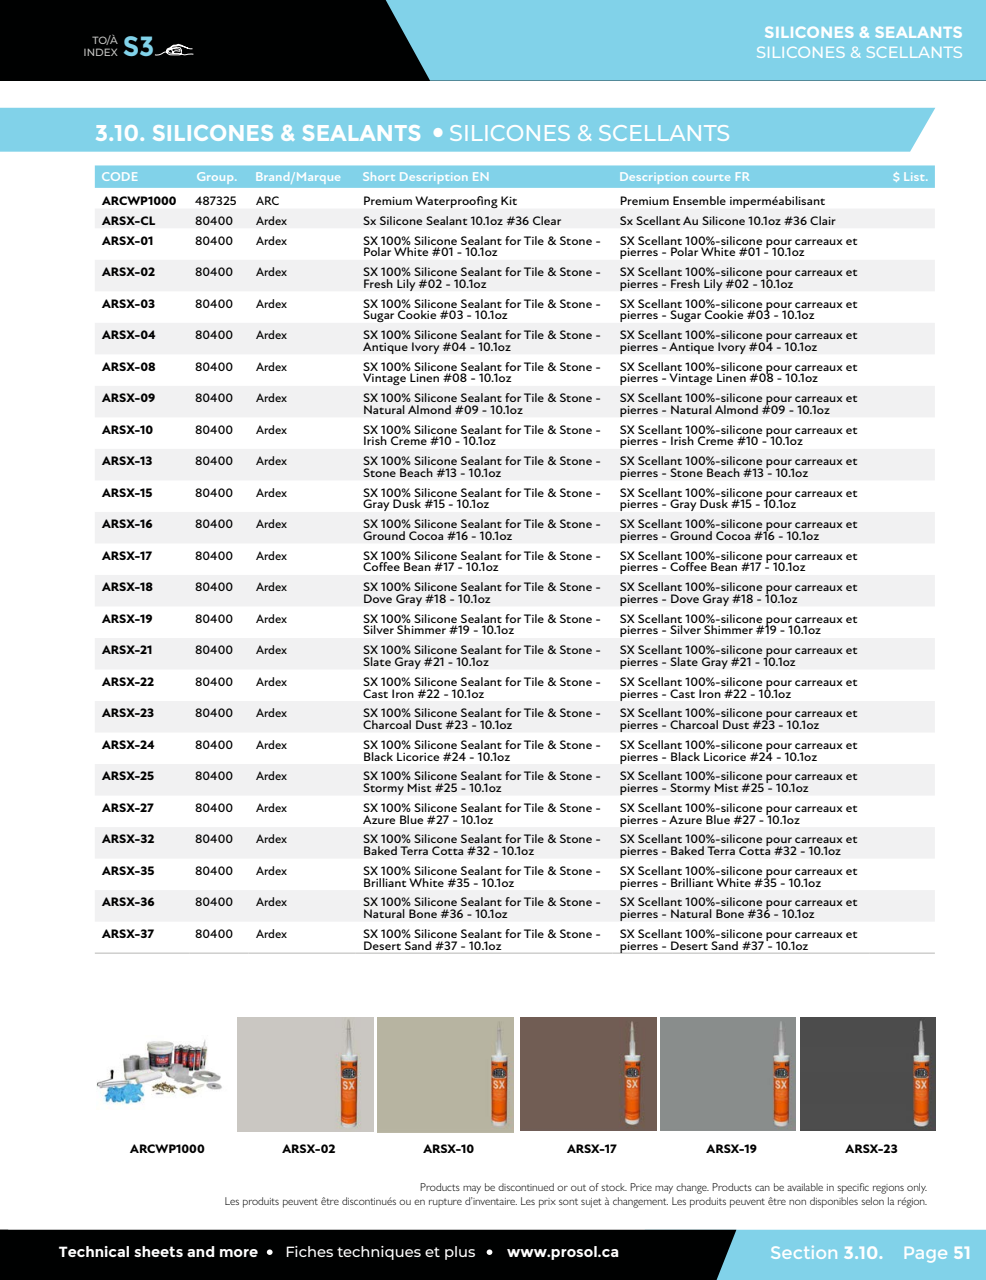 TO/À
INDEX S3
SILICONES & SEALANTS
SILICONES & SCELLANTS
3.10. SILICONES & SEALANTS • SILICONES & SCELLANTS
CODE Group. Brand/Marque Short Description EN Description courte FR $ List.
ARCWP1000 487325 ARC Premium Waterproofing Kit Premium Ensemble imperméabilisant
ARSX-CL 80400 Ardex Sx Silicone Sealant 10.1oz #36 Clear Sx Scellant Au Silicone 10.1oz #36 Clair
ARSX-01 80400 Ardex SX 100% Silicone Sealant for Tile & Stone - SX Scellant 100%-silicone pour carreaux et
Polar White #01 - 10.1oz pierres - Polar White #01 - 10.1oz
ARSX-02 80400 Ardex SX 100% Silicone Sealant for Tile & Stone - SX Scellant 100%-silicone pour carreaux et
Fresh Lily #02 - 10.1oz pierres - Fresh Lily #02 - 10.1oz
ARSX-03 80400 Ardex SX 100% Silicone Sealant for Tile & Stone - SX Scellant 100%-silicone pour carreaux et
Sugar Cookie #03 - 10.1oz pierres - Sugar Cookie #03 - 10.1oz
ARSX-04 80400 Ardex SX 100% Silicone Sealant for Tile & Stone - SX Scellant 100%-silicone pour carreaux et
Antique Ivory #04 - 10.1oz pierres - Antique Ivory #04 - 10.1oz
ARSX-08 80400 Ardex SX 100% Silicone Sealant for Tile & Stone - SX Scellant 100%-silicone pour carreaux et
Vintage Linen #08 - 10.1oz pierres - Vintage Linen #08 - 10.1oz
ARSX-09 80400 Ardex SX 100% Silicone Sealant for Tile & Stone - SX Scellant 100%-silicone pour carreaux et
Natural Almond #09 - 10.1oz pierres - Natural Almond #09 - 10.1oz
ARSX-10 80400 Ardex SX 100% Silicone Sealant for Tile & Stone - SX Scellant 100%-silicone pour carreaux et
Irish Creme #10 - 10.1oz pierres - Irish Creme #10 - 10.1oz
ARSX-13 80400 Ardex SX 100% Silicone Sealant for Tile & Stone - SX Scellant 100%-silicone pour carreaux et
Stone Beach #13 - 10.1oz pierres - Stone Beach #13 - 10.1oz
ARSX-15 80400 Ardex SX 100% Silicone Sealant for Tile & Stone - SX Scellant 100%-silicone pour carreaux et
Gray Dusk #15 - 10.1oz pierres - Gray Dusk #15 - 10.1oz
ARSX-16 80400 Ardex SX 100% Silicone Sealant for Tile & Stone - SX Scellant 100%-silicone pour carreaux et
Ground Cocoa #16 - 10.1oz pierres - Ground Cocoa #16 - 10.1oz
ARSX-17 80400 Ardex SX 100% Silicone Sealant for Tile & Stone - SX Scellant 100%-silicone pour carreaux et
Coffee Bean #17 - 10.1oz pierres - Coffee Bean #17 - 10.1oz
ARSX-18 80400 Ardex SX 100% Silicone Sealant for Tile & Stone - SX Scellant 100%-silicone pour carreaux et
Dove Gray #18 - 10.1oz pierres - Dove Gray #18 - 10.1oz
ARSX-19 80400 Ardex SX 100% Silicone Sealant for Tile & Stone - SX Scellant 100%-silicone pour carreaux et
Silver Shimmer #19 - 10.1oz pierres - Silver Shimmer #19 - 10.1oz
ARSX-21 80400 Ardex SX 100% Silicone Sealant for Tile & Stone - SX Scellant 100%-silicone pour carreaux et
Slate Gray #21 - 10.1oz pierres - Slate Gray #21 - 10.1oz
ARSX-22 80400 Ardex SX 100% Silicone Sealant for Tile & Stone - SX Scellant 100%-silicone pour carreaux et
Cast Iron #22 - 10.1oz pierres - Cast Iron #22 - 10.1oz
ARSX-23 80400 Ardex SX 100% Silicone Sealant for Tile & Stone - SX Scellant 100%-silicone pour carreaux et
Charcoal Dust #23 - 10.1oz pierres - Charcoal Dust #23 - 10.1oz
ARSX-24 80400 Ardex SX 100% Silicone Sealant for Tile & Stone - SX Scellant 100%-silicone pour carreaux et
Black Licorice #24 - 10.1oz pierres - Black Licorice #24 - 10.1oz
ARSX-25 80400 Ardex SX 100% Silicone Sealant for Tile & Stone - SX Scellant 100%-silicone pour carreaux et
Stormy Mist #25 - 10.1oz pierres - Stormy Mist #25 - 10.1oz
ARSX-27 80400 Ardex SX 100% Silicone Sealant for Tile & Stone - SX Scellant 100%-silicone pour carreaux et
Azure Blue #27 - 10.1oz pierres - Azure Blue #27 - 10.1oz
ARSX-32 80400 Ardex SX 100% Silicone Sealant for Tile & Stone - SX Scellant 100%-silicone pour carreaux et
Baked Terra Cotta #32 - 10.1oz pierres - Baked Terra Cotta #32 - 10.1oz
ARSX-35 80400 Ardex SX 100% Silicone Sealant for Tile & Stone - SX Scellant 100%-silicone pour carreaux et
Brilliant White #35 - 10.1oz pierres - Brilliant White #35 - 10.1oz
ARSX-36 80400 Ardex SX 100% Silicone Sealant for Tile & Stone - SX Scellant 100%-silicone pour carreaux et
Natural Bone #36 - 10.1oz pierres - Natural Bone #36 - 10.1oz
ARSX-37 80400 Ardex SX 100% Silicone Sealant for Tile & Stone - SX Scellant 100%-silicone pour carreaux et
Desert Sand #37 - 10.1oz pierres - Desert Sand #37 - 10.1oz
ARDEX ARDEX ARDEX ARDEX ARDEX
SX SX SX SX SX
ARCWP1000 ARSX-02 ARSX-10 ARSX-17 ARSX-19 ARSX-23
Products may be discontinued or out of stock. Price may change. Products can be available in specific regions only.
Les produits peuvent être discontinués ou en rupture d'inventaire. Les prix sont sujet à changement. Les produits peuvent être non disponibles selon la région.
Technical sheets and more • Fiches techniques et plus • www.prosol.ca
Section 3.10. Page 51